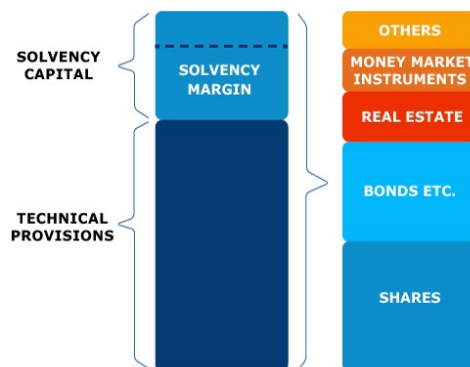 SOLVENCY
CAPITAL
SOLVENCY
MARGIN
TECHNICAL
PROVISIONS
OTHERS
MONEY MARKET
INSTRUMENTS
REAL ESTATE
BONDS ETC.
SHARES